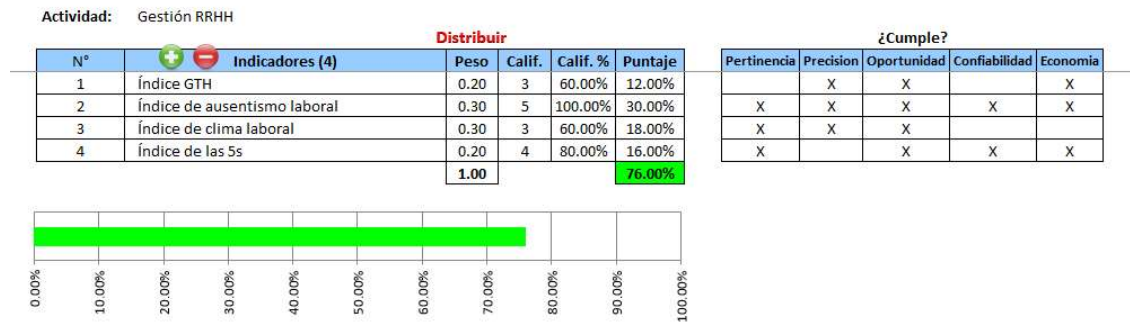 Actividad: Gestión RRHH
Distribuir ¿Cumple?
N° Indicadores (4) Peso Calif. Calif. % Puntaje Pertinencia Precision Oportunidad Confiabilidad Economia
1 Índice GTH 0.20 3 60.00% 12.00% X X X
2 Índice de ausentismo laboral 0.30 5 100.00% 30.00% X X X X X
3 Índice de clima laboral 0.30 3 60.00% 18.00% X X X
4 Índice de las 5s 0.20 4 80.00% 16.00% X X X X
1.00 76.00%
0.00% 10.00% 20.00% 30.00% 40.00% 50.00% 60.00% 70.00% 80.00% 90.00% 100.00%